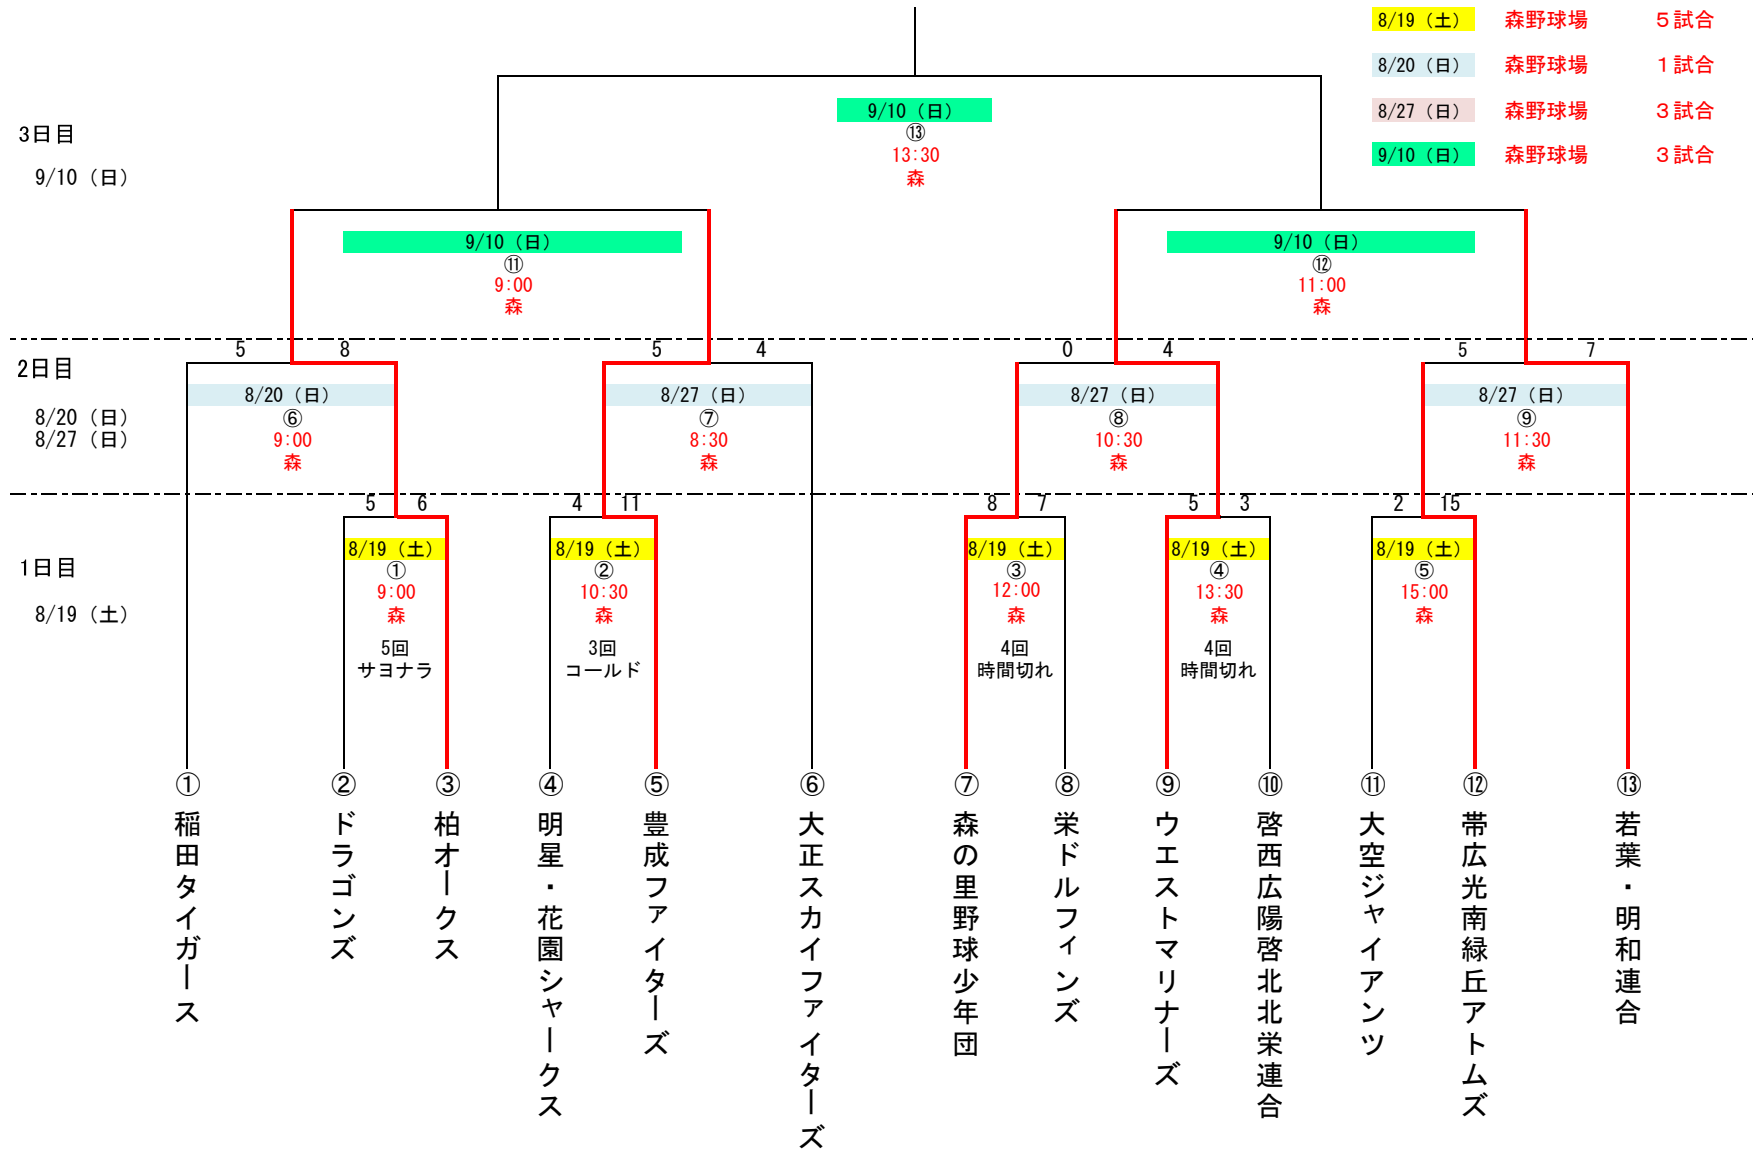 8/19（土） 森野球場 ５試合
8/20（日） 森野球場 １試合
8/27（日） 森野球場 ３試合
9/10（日） 森野球場 ３試合
3日目
9/10（日）
9/10（日）
⑬
13:30
森
9/10（日） 9/10（日）
⑪ ⑫
9:00 11:00
森 森
2日目
8/20（日）
8/27（日）
5 8 5 4 0 4 5 7
8/20（日） 8/27（日） 8/27（日） 8/27（日）
⑥ ⑦ ⑧ ⑨
9:00 8:30 10:30 11:30
森 森 森 森
1日目
8/19（土）
5 6 4 11 8 7 5 3 2 15
8/19（土） 8/19（土） 8/19（土） 8/19（土） 8/19（土）
① ② ③ ④ ⑤
9:00 10:30 12:00 13:30 15:00
森 森 森 森 森
5回 3回 4回 4回
サヨナラ コールド 時間切れ 時間切れ
① 稲田タイガース
② ドラゴンズ
③ 柏オークス
④ 明星・花園シャークス
⑤ 豊成ファイターズ
⑥ 大正スカイファイターズ
⑦ 森の里野球少年団
⑧ 栄ドルフィンズ
⑨ ウエストマリナーズ
⑩ 啓西広陽啓北北栄連合
⑪ 大空ジャイアンツ
⑫ 帯広光南緑丘アトムズ
⑬ 若葉・明和連合